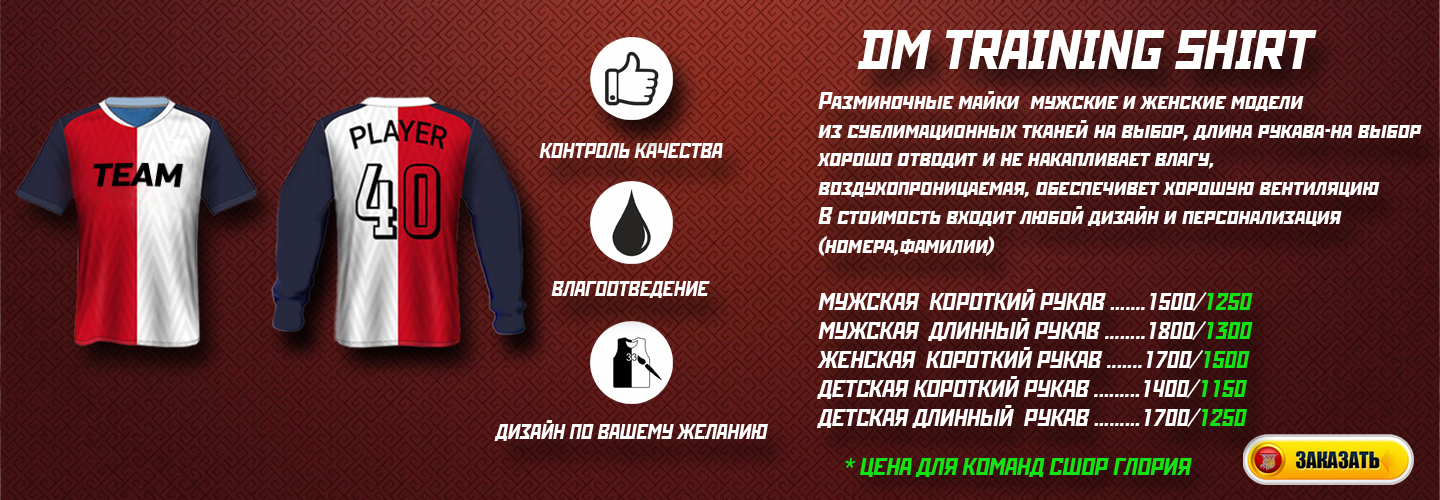 DM TRAINING SHIRT
Разминочные майки мужские и женские модели
из сублимационных тканей на выбор, длина рукава-на выбор
хорошо отводит и не накапливает влагу,
воздухопроницаемая, обеспечивет хорошую вентиляцию
В стоимость входит любой дизайн и персонализация
(номера,фамилии)
МУЖСКАЯ КОРОТКИЙ РУКАВ .......1500/1250
МУЖСКАЯ ДЛИННЫЙ РУКАВ ........1800/1300
ЖЕНСКАЯ КОРОТКИЙ РУКАВ .......1700/1500
ДЕТСКАЯ КОРОТКИЙ РУКАВ .........1400/1150
ДЕТСКАЯ ДЛИННЫЙ РУКАВ ........1700/1250
* ЦЕНА ДЛЯ КОМАНД СШОР ГЛОРИЯ
ЗАКАЗАТЬ
КОНТРОЛЬ КАЧЕСТВА
ВЛАГООТВЕДЕНИЕ
33
ДИЗАЙН ПО ВАШЕМУ ЖЕЛАНИЮ
TEAM
PLAYER
40